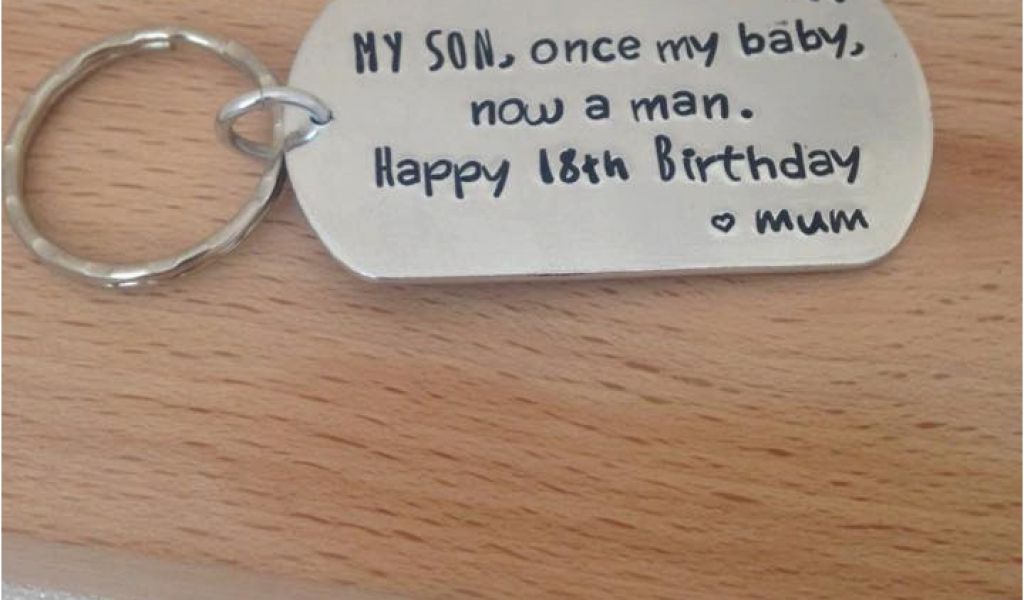 MY SON, once my baby,
now a man.
Happy 18th Birthday
♡ mum